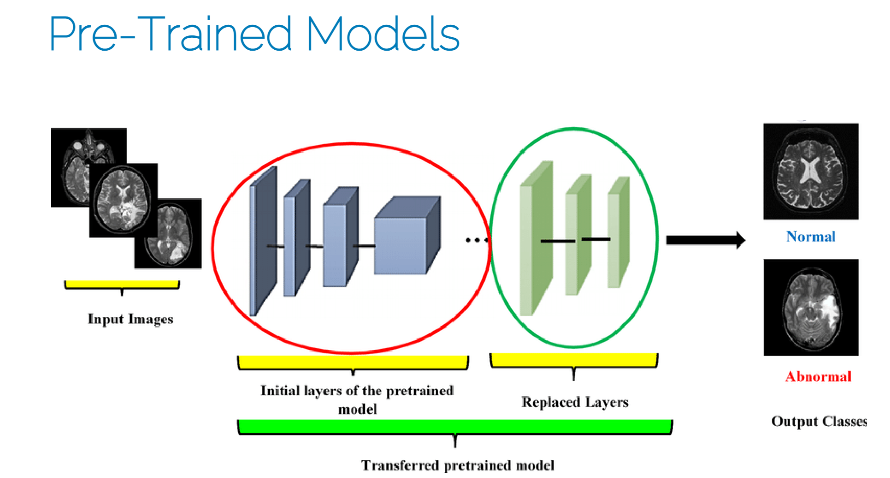 Pre-Trained Models
Input Images
Initial layers of the pretrained
model
Replaced Layers
Transferred pretrained model
Normal
Abnormal
Output Classes